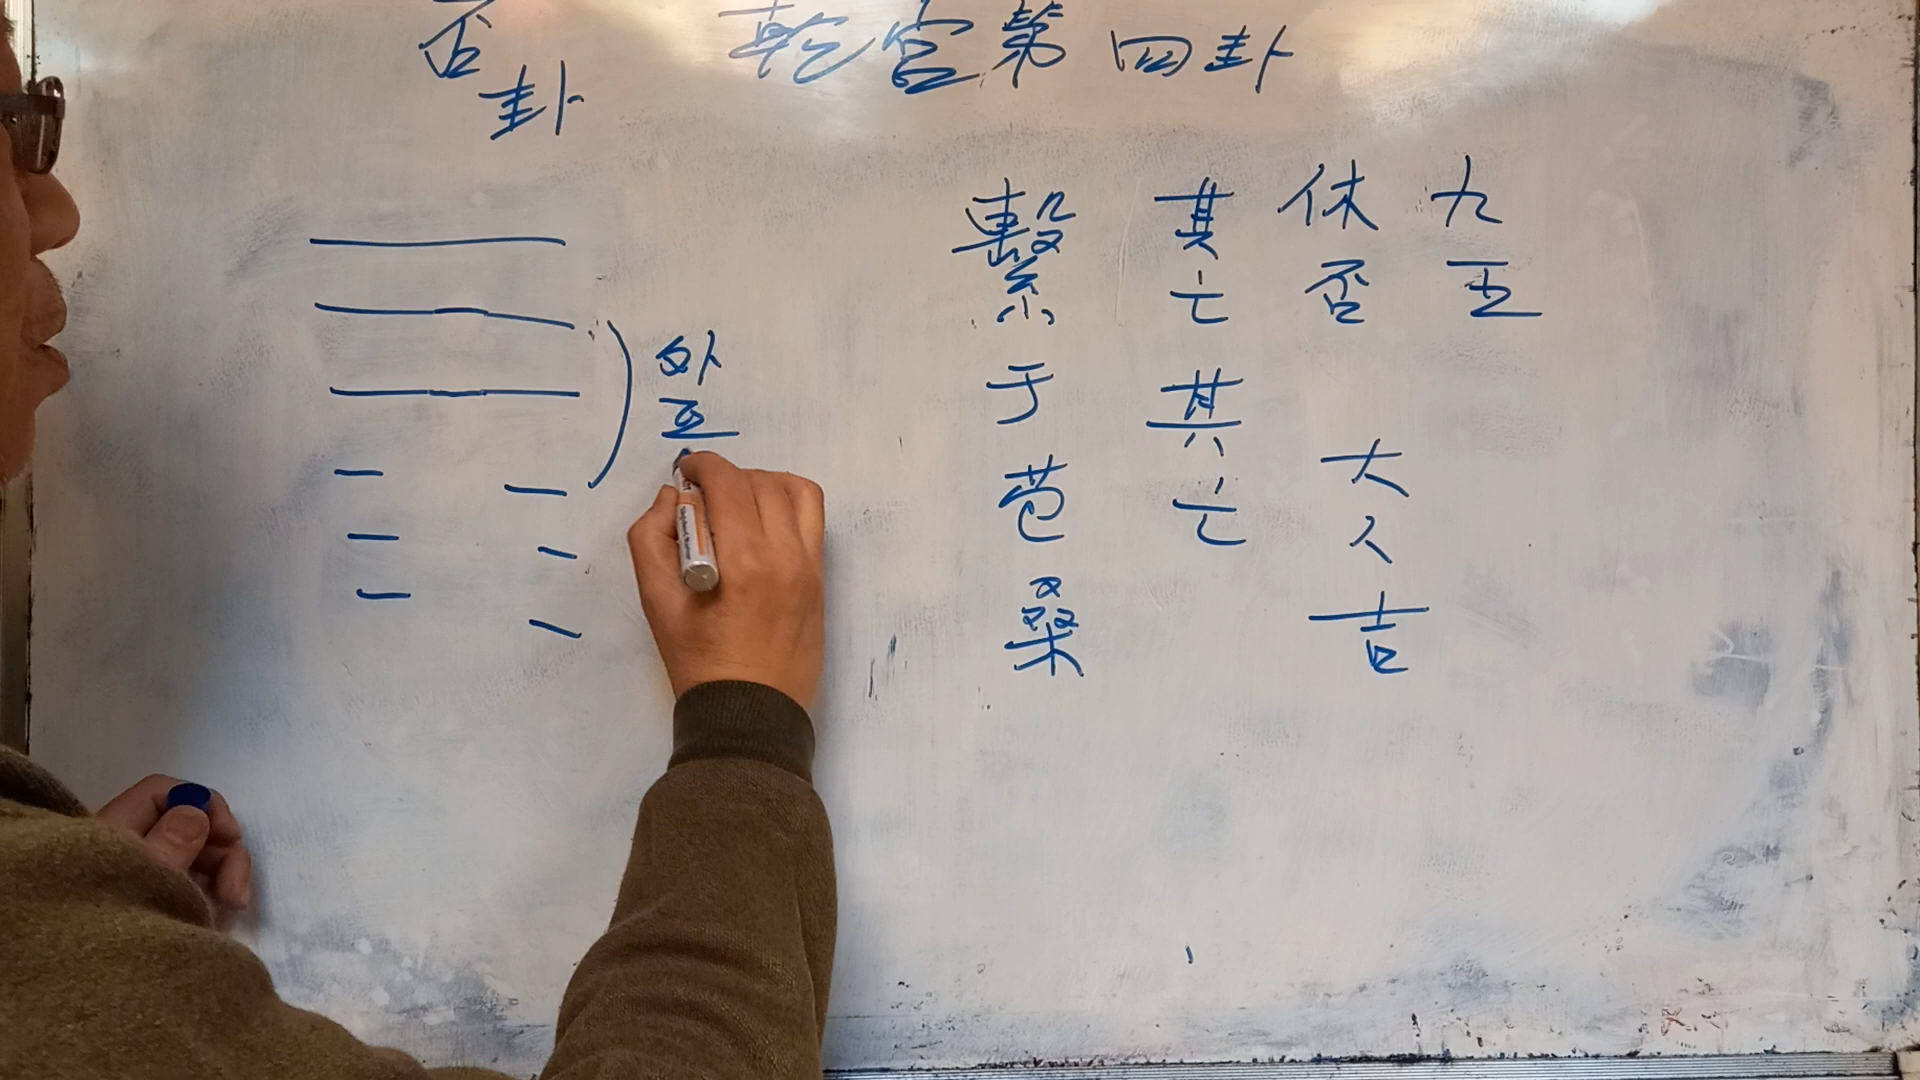 否卦
乾宮第四卦
九五
休否 大人吉
其亡其亡
繫于苞桑
外互